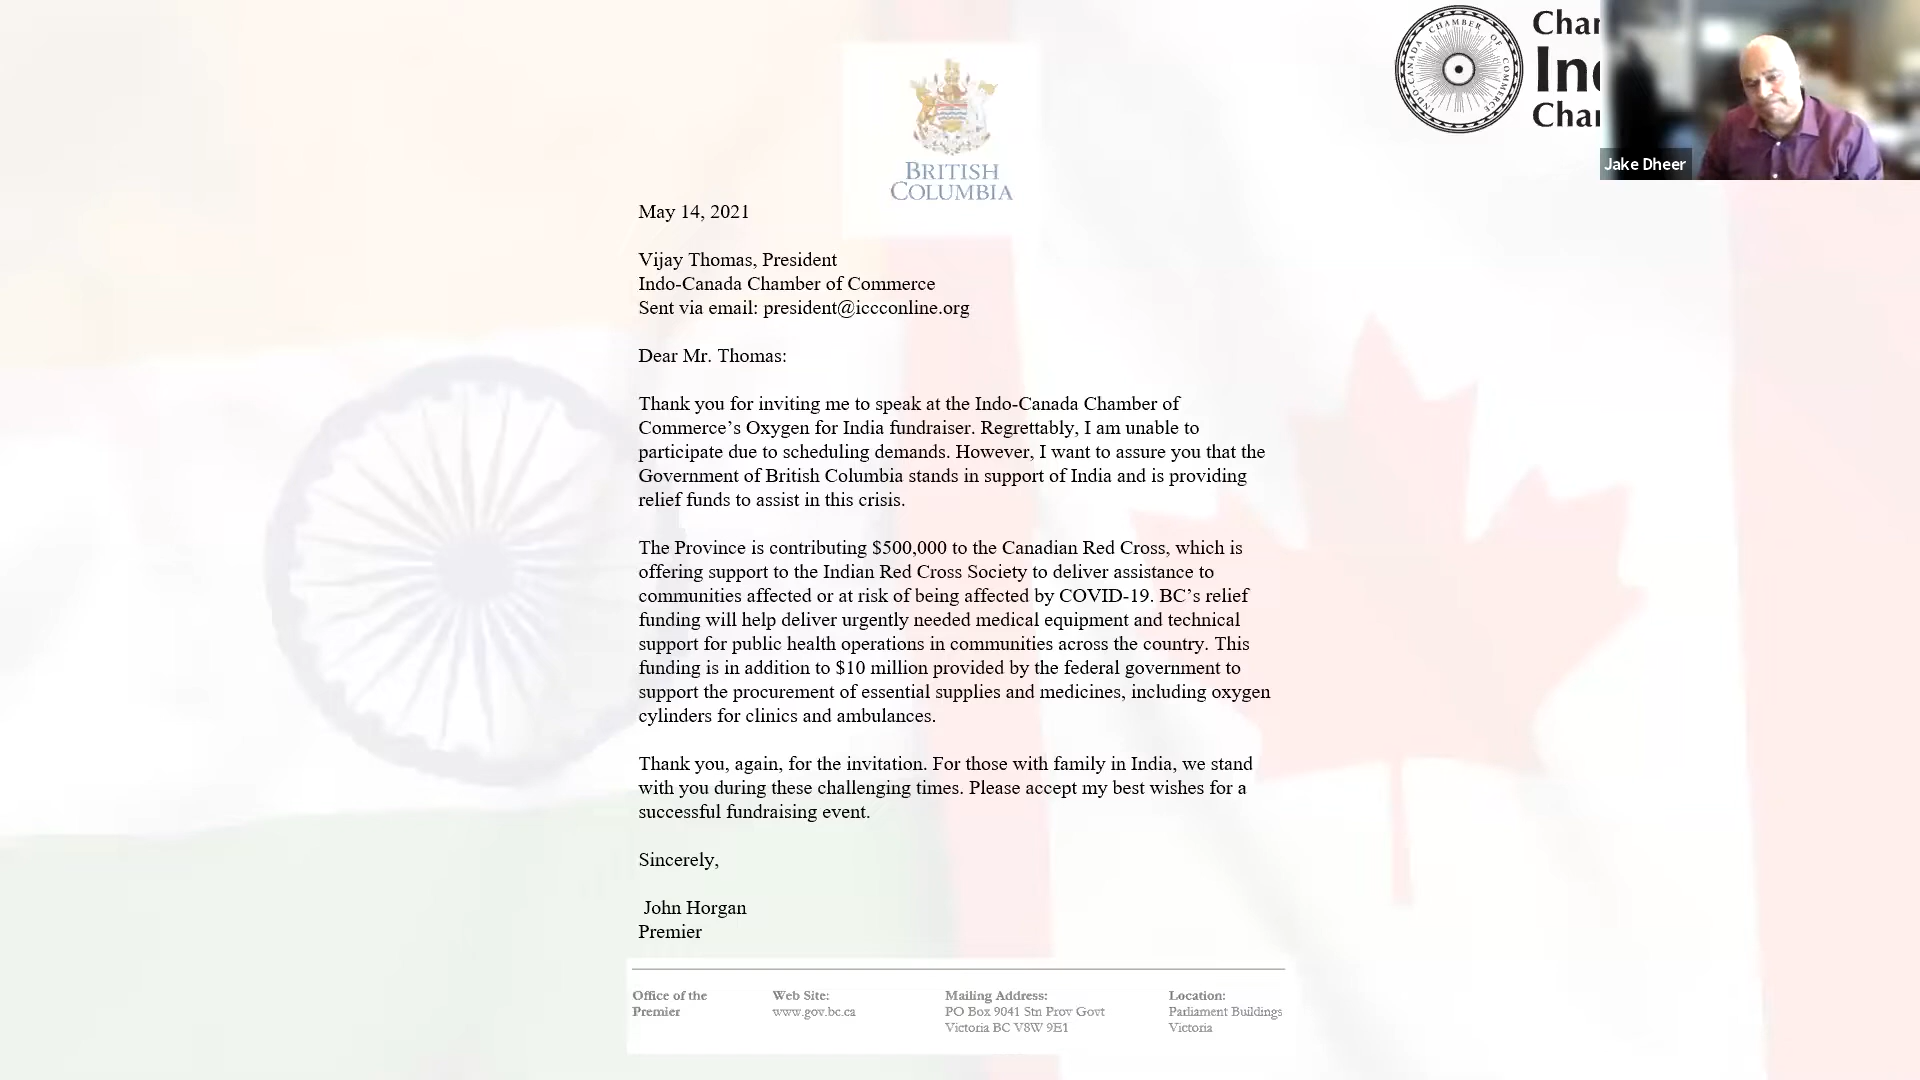 INDO-CANADA CHAMBER OF COMMERCE
Jake Dheer
BRITISH
COLUMBIA
May 14, 2021
Vijay Thomas, President
Indo-Canada Chamber of Commerce
Sent via email: president@iccconline.org
Dear Mr. Thomas:
Thank you for inviting me to speak at the Indo-Canada Chamber of
Commerce’s Oxygen for India fundraiser. Regrettably, I am unable to
participate due to scheduling demands. However, I want to assure you that the
Government of British Columbia stands in support of India and is providing
relief funds to assist in this crisis.
The Province is contributing $500,000 to the Canadian Red Cross, which is
offering support to the Indian Red Cross Society to deliver assistance to
communities affected or at risk of being affected by COVID-19. BC’s relief
funding will help deliver urgently needed medical equipment and technical
support for public health operations in communities across the country. This
funding is in addition to $10 million provided by the federal government to
support the procurement of essential supplies and medicines, including oxygen
cylinders for clinics and ambulances.
Thank you, again, for the invitation. For those with family in India, we stand
with you during these challenging times. Please accept my best wishes for a
successful fundraising event.
Sincerely,
John Horgan
Premier
Office of the Premier
Web Site:
www.gov.bc.ca
Mailing Address:
PO Box 9041 Stn Prov Govt
Victoria BC V8W 9E1
Location:
Parliament Buildings
Victoria